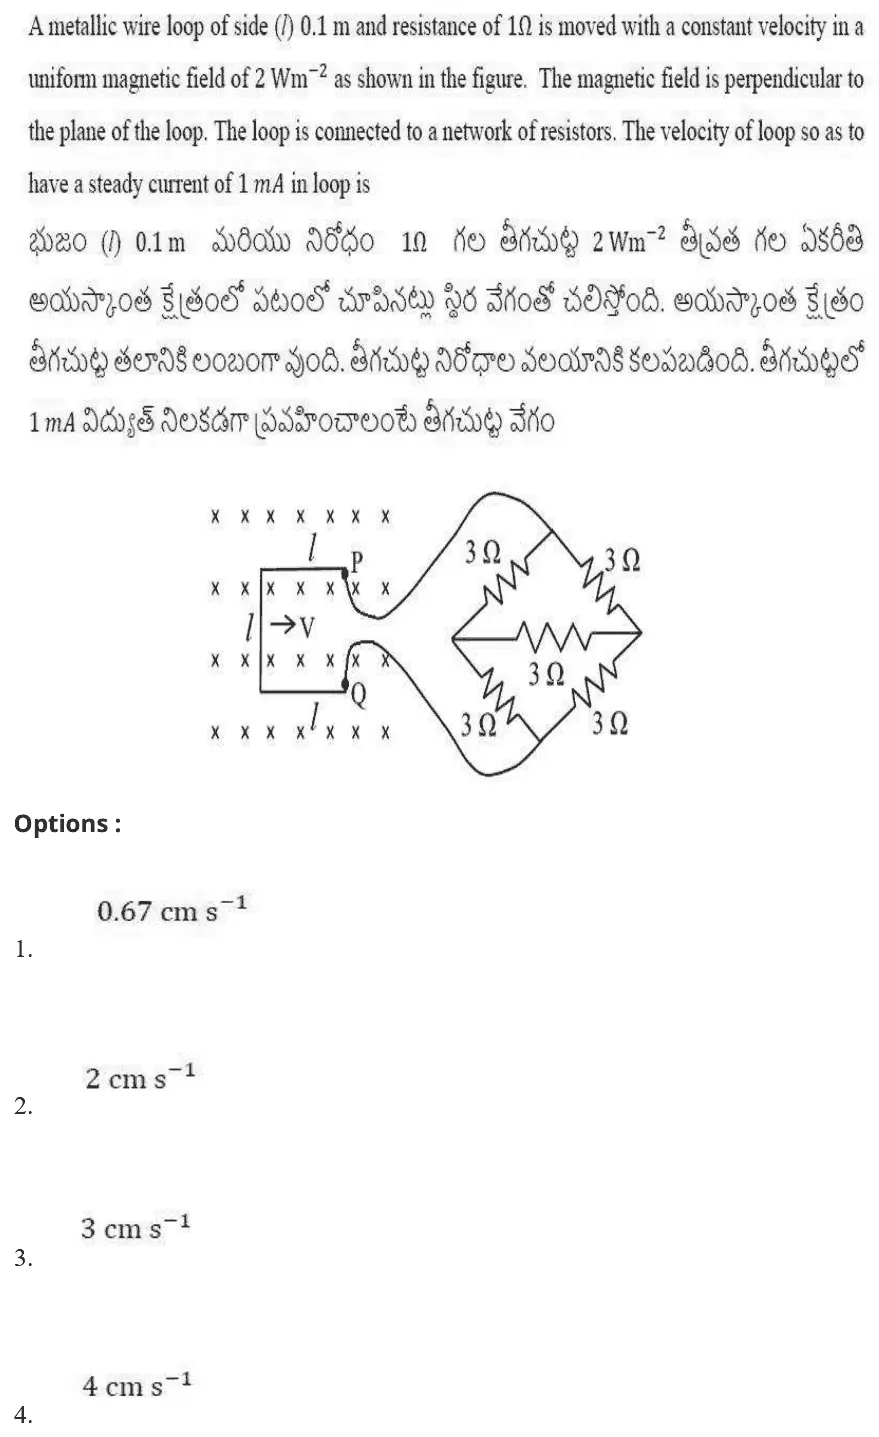 A metallic wire loop of side (l) 0.1 m and resistance of 1Ω is moved with a constant velocity in a
uniform magnetic field of 2 Wm⁻² as shown in the figure. The magnetic field is perpendicular to
the plane of the loop. The loop is connected to a network of resistors. The velocity of loop so as to
have a steady current of 1 mA in loop is
భుజం (l) 0.1 m మరియు నిరోధం 1Ω గల తీగచుట్ట 2 Wm⁻² తీవ్రత గల ఏకరీతి
అయస్కాంత క్షేత్రంలో పటంలో చూపినట్లు స్థిర వేగంతో చలిస్తోంది. అయస్కాంత క్షేత్రం
తీగచుట్ట తలానికి లంబంగా వుంది. తీగచుట్ట నిరోధాల వలయానికి కలపబడింది. తీగచుట్టలో
1 mA విద్యుత్ నిలకడగా ప్రవహించాలంటే తీగచుట్ట వేగం
x x x x x x x
l P 3 Ω 3 Ω
x x x x x x x
l → V
3 Ω
x x x x x x x
Q 3 Ω 3 Ω
l
x x x x x x x
Options :
0.67 cm s⁻¹
1.
2 cm s⁻¹
2.
3 cm s⁻¹
3.
4 cm s⁻¹
4.